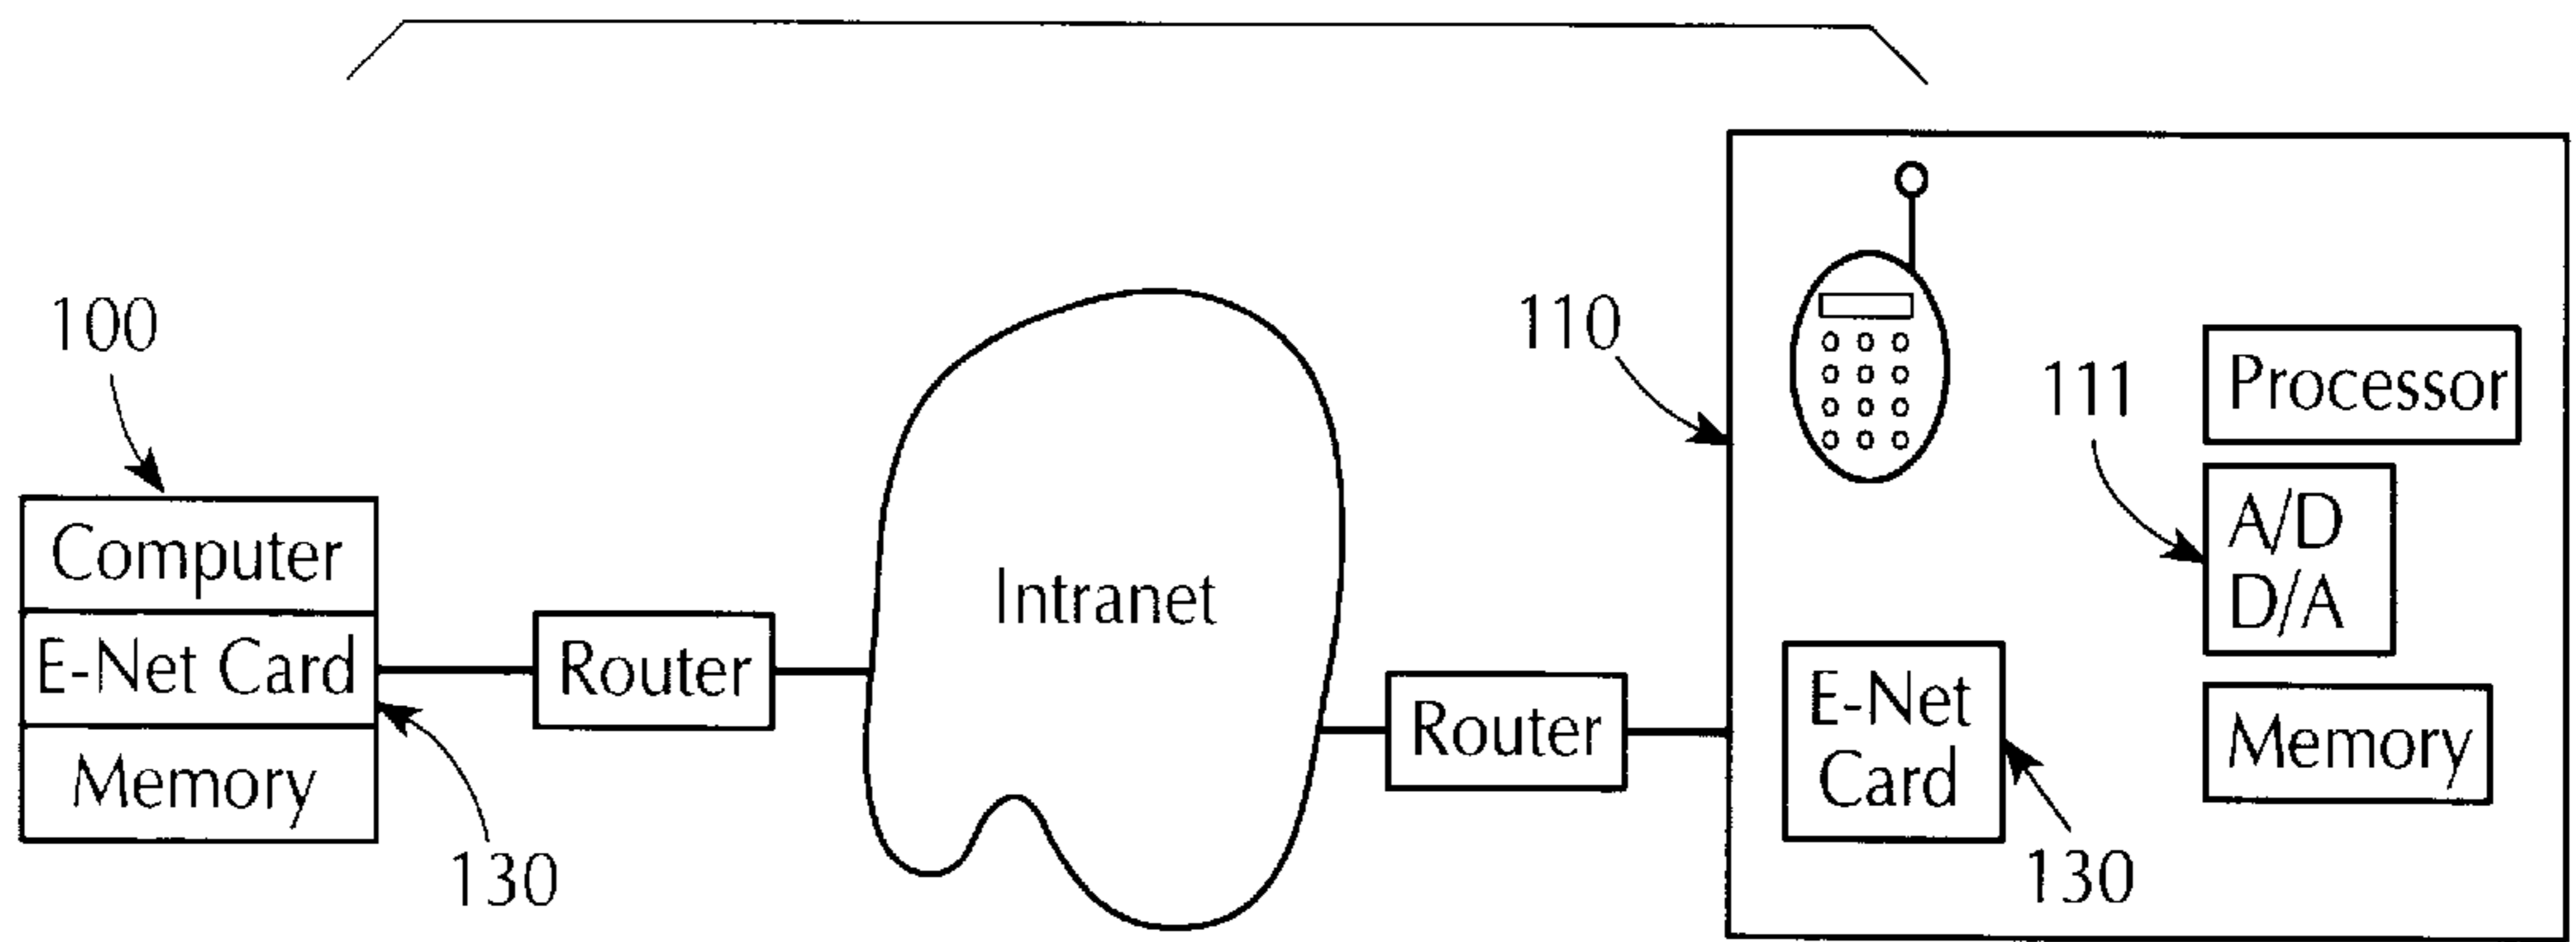 100
Computer
E-Net Card
Memory
130
Router
Intranet
Router
110
111
Processor
A/D
D/A
E-Net
Card
Memory
130